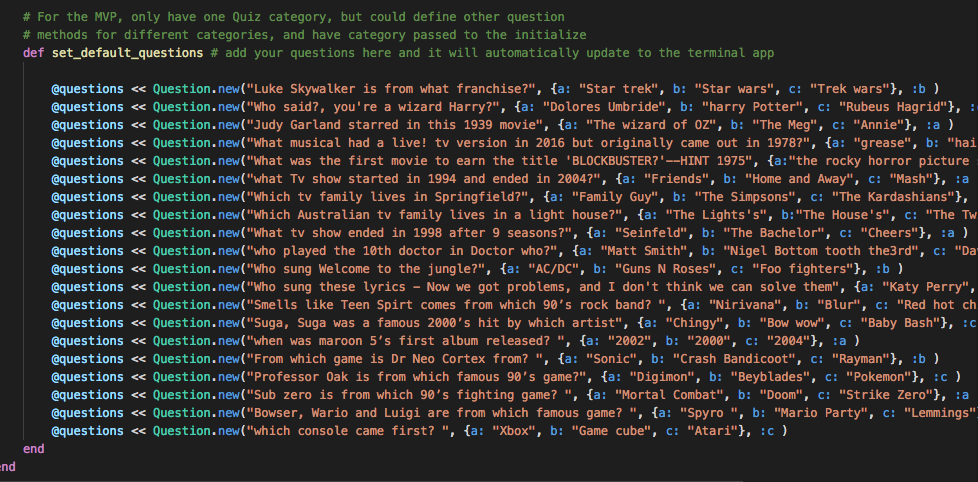 # For the MVP, only have one Quiz category, but could define other question
# methods for different categories, and have category passed to the initialize
def set_default_questions # add your questions here and it will automatically update to the terminal app
@questions << Question.new("Luke Skywalker is from what franchise?", {a: "Star trek", b: "Star wars", c: "Trek wars"}, :b )
@questions << Question.new("Who said?, you're a wizard Harry?", {a: "Dolores Umbride", b: "harry Potter", c: "Rubeus Hagrid"}, :
@questions << Question.new("Judy Garland starred in this 1939 movie", {a: "The wizard of OZ", b: "The Meg", c: "Annie"}, :a )
@questions << Question.new("What musical had a live! tv version in 2016 but originally came out in 1978?", {a: "grease", b: "hai
@questions << Question.new("What was the first movie to earn the title 'BLOCKBUSTER?'--HINT 1975", {a:"the rocky horror picture
@questions << Question.new("what Tv show started in 1994 and ended in 2004?", {a: "Friends", b: "Home and Away", c: "Mash"}, :a
@questions << Question.new("Which tv family lives in Springfield?", {a: "Family Guy", b: "The Simpsons", c: "The Kardashians"},
@questions << Question.new("Which Australian tv family lives in a light house?", {a: "The Lights's", b:"The House's", c: "The Tw
@questions << Question.new("What tv show ended in 1998 after 9 seasons?", {a: "Seinfeld", b: "The Bachelor", c: "Cheers"}, :a )
@questions << Question.new("who played the 10th doctor in Doctor who?", {a: "Matt Smith", b: "Nigel Bottom tooth the3rd", c: "Da
@questions << Question.new("Who sung Welcome to the jungle?", {a: "AC/DC", b: "Guns N Roses", c: "Foo fighters"}, :b )
@questions << Question.new("Who sung these lyrics – Now we got problems, and I don't think we can solve them", {a: "Katy Perry",
@questions << Question.new("Smells like Teen Spirt comes from which 90’s rock band? ", {a: "Nirivana", b: "Blur", c: "Red hot ch
@questions << Question.new("Suga, Suga was a famous 2000’s hit by which artist", {a: "Chingy", b: "Bow wow", c: "Baby Bash"}, :c
@questions << Question.new("when was maroon 5’s first album released? ", {a: "2002", b: "2000", c: "2004"}, :a )
@questions << Question.new("From which game is Dr Neo Cortex from? ", {a: "Sonic", b: "Crash Bandicoot", c: "Rayman"}, :b )
@questions << Question.new("Professor Oak is from which famous 90’s game?", {a: "Digimon", b: "Beyblades", c: "Pokemon"}, :c )
@questions << Question.new("Sub zero is from which 90’s fighting game? ", {a: "Mortal Combat", b: "Doom", c: "Strike Zero"}, :a
@questions << Question.new("Bowser, Wario and Luigi are from which famous game? ", {a: "Spyro ", b: "Mario Party", c: "Lemmings"
@questions << Question.new("which console came first? ", {a: "Xbox", b: "Game cube", c: "Atari"}, :c )
end
end